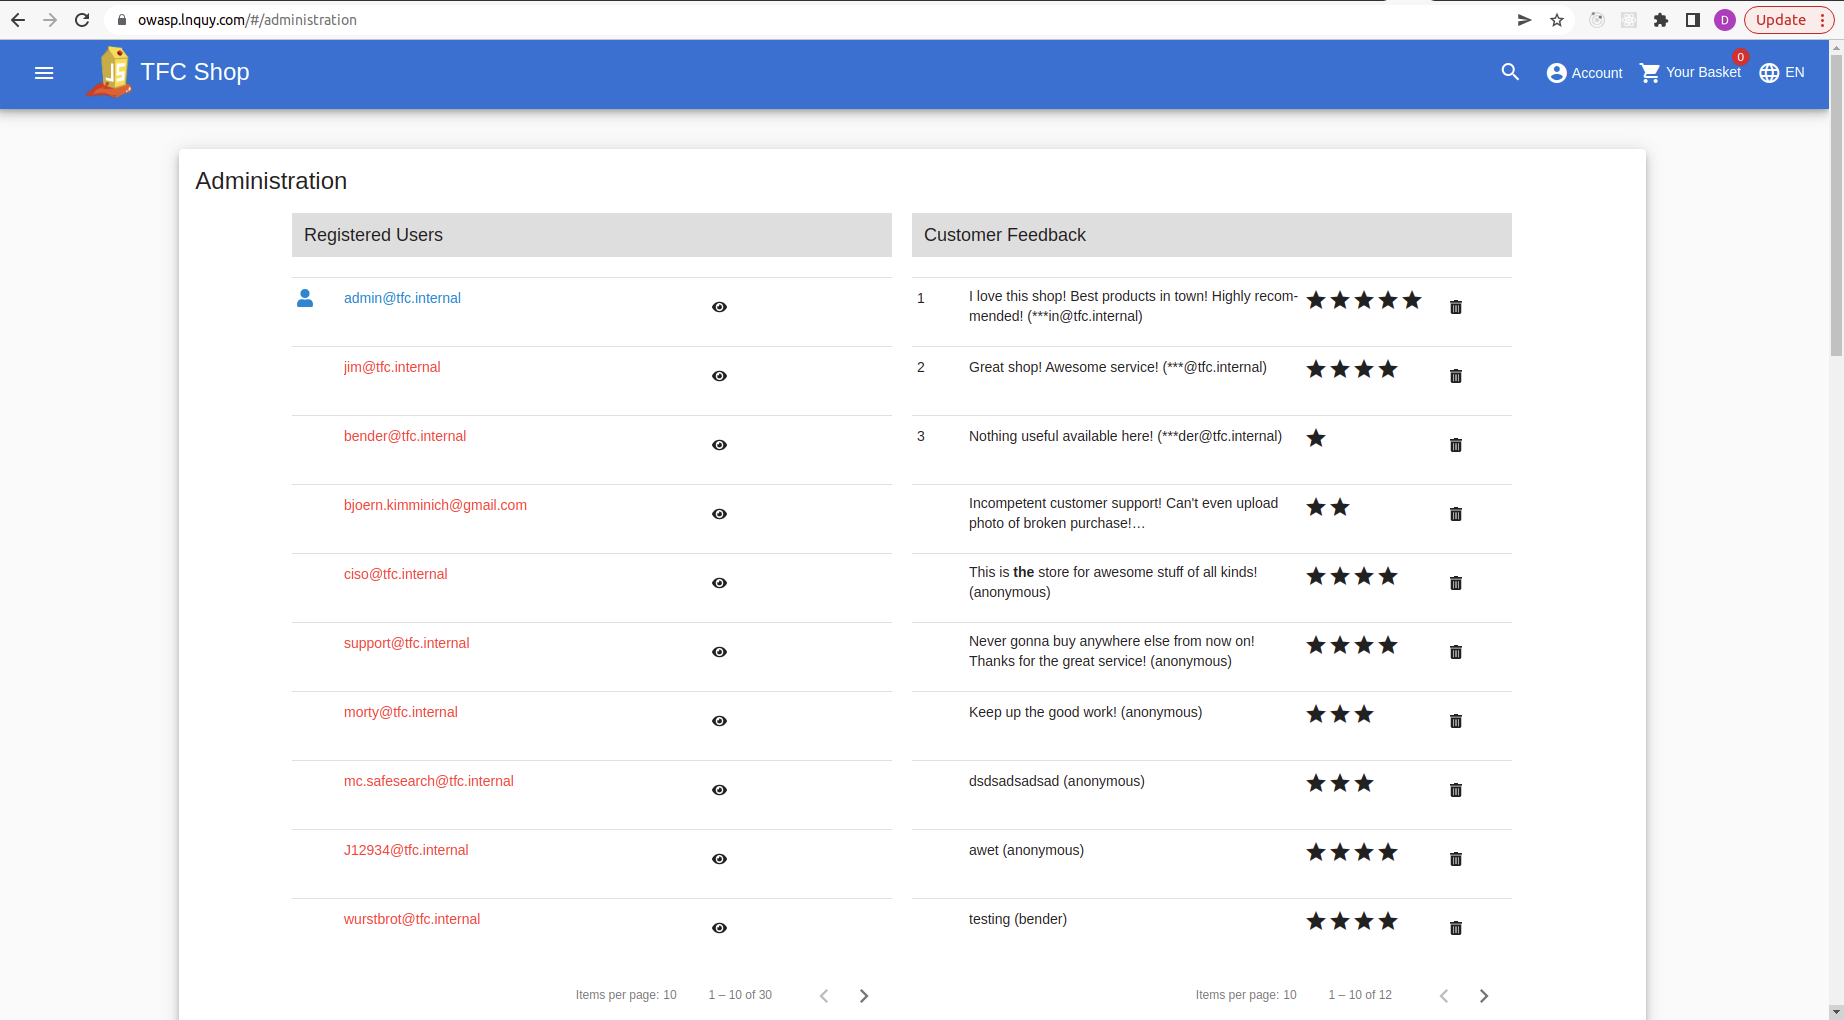 owasp.lnquy.com/#/administration
D
Update
JS
TFC Shop
Account
Your Basket
0
EN
Administration
Registered Users
admin@tfc.internal
jim@tfc.internal
bender@tfc.internal
bjoern.kimminich@gmail.com
ciso@tfc.internal
support@tfc.internal
morty@tfc.internal
mc.safesearch@tfc.internal
J12934@tfc.internal
wurstbrot@tfc.internal
Items per page: 10
1 – 10 of 30
Customer Feedback
1
I love this shop! Best products in town! Highly recom-
mended! (***in@tfc.internal)
2
Great shop! Awesome service! (***@tfc.internal)
3
Nothing useful available here! (***der@tfc.internal)
Incompetent customer support! Can't even upload
photo of broken purchase!…
This is the store for awesome stuff of all kinds!
(anonymous)
Never gonna buy anywhere else from now on!
Thanks for the great service! (anonymous)
Keep up the good work! (anonymous)
dsdsadsadsad (anonymous)
awet (anonymous)
testing (bender)
Items per page: 10
1 – 10 of 12